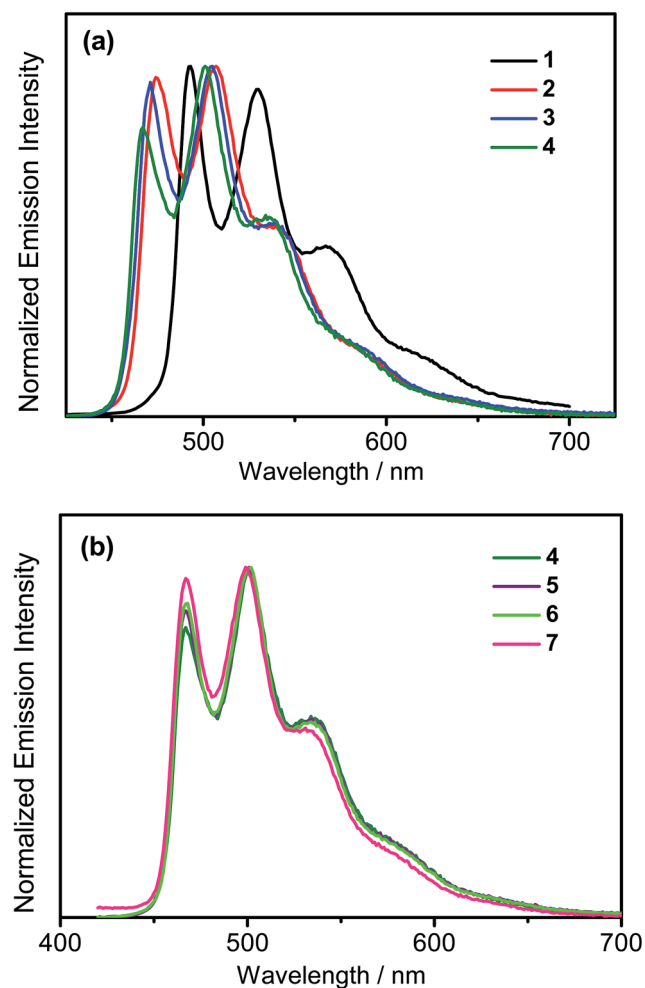 (a)
1
2
3
4
Normalized Emission Intensity
500
600
700
Wavelength / nm
(b)
4
5
6
7
Normalized Emission Intensity
400
500
600
700
Wavelength / nm